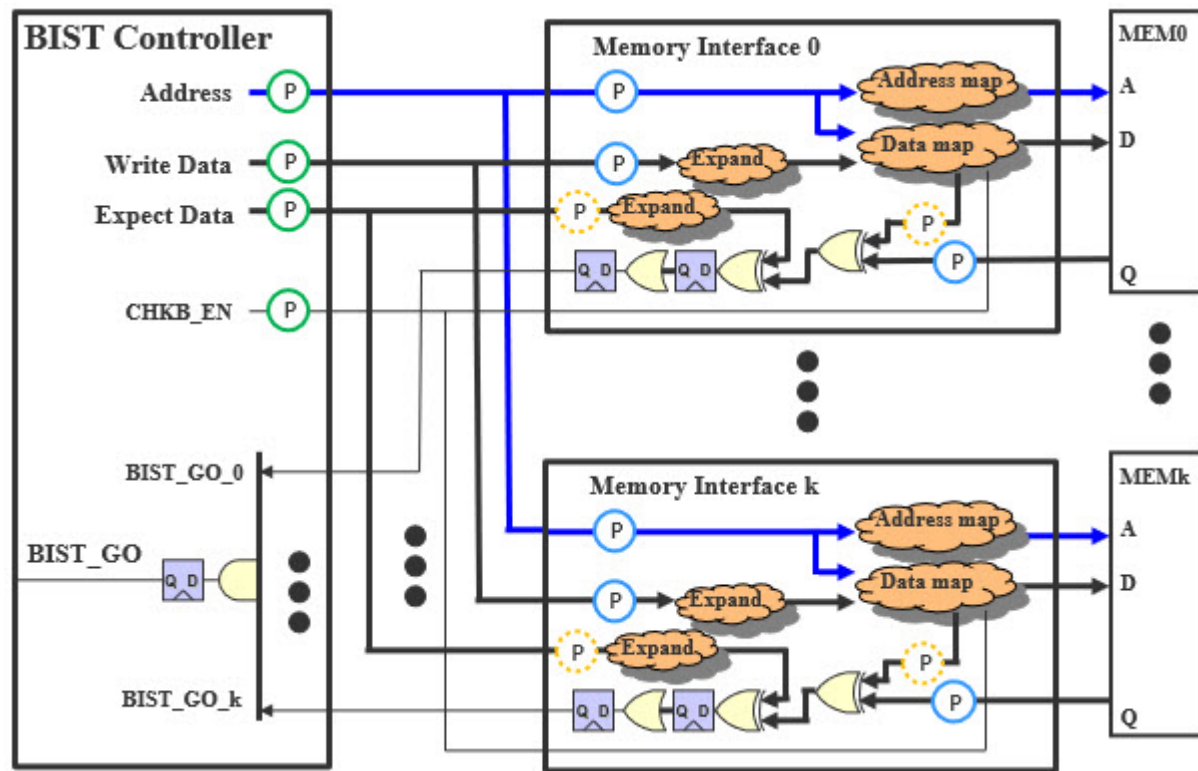 BIST Controller
Address
P
Write Data
P
Expect Data
P
CHKB_EN
P
BIST_GO_0
BIST_GO
Q D
BIST_GO_k
Memory Interface 0
P
Address map
P
Expand
Data map
P
Expand
P
Q D
Q D
P
MEM0
A
D
Q
Memory Interface k
P
Address map
P
Expand
Data map
P
Expand
P
Q D
Q D
P
MEMk
A
D
Q